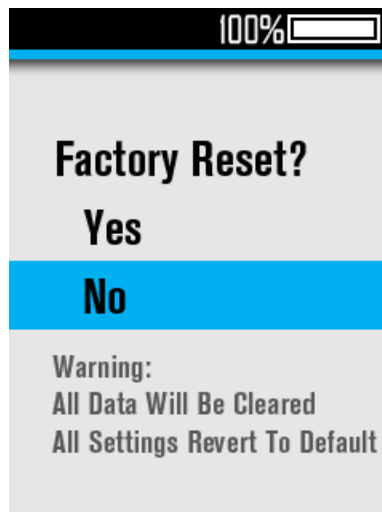 100%
Factory Reset?
Yes
No
Warning:
All Data Will Be Cleared
All Settings Revert To Default